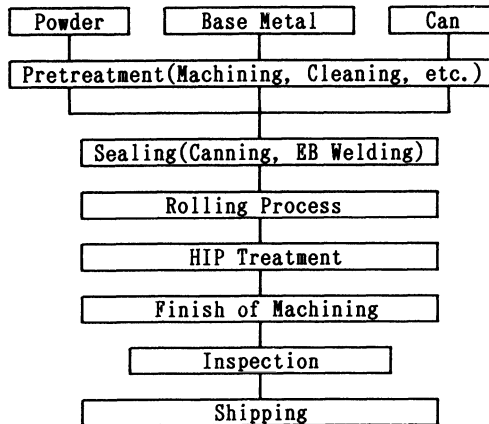 Powder Base Metal Can
Pretreatment(Machining, Cleaning, etc.)
Sealing(Canning, EB Welding)
Rolling Process
HIP Treatment
Finish of Machining
Inspection
Shipping